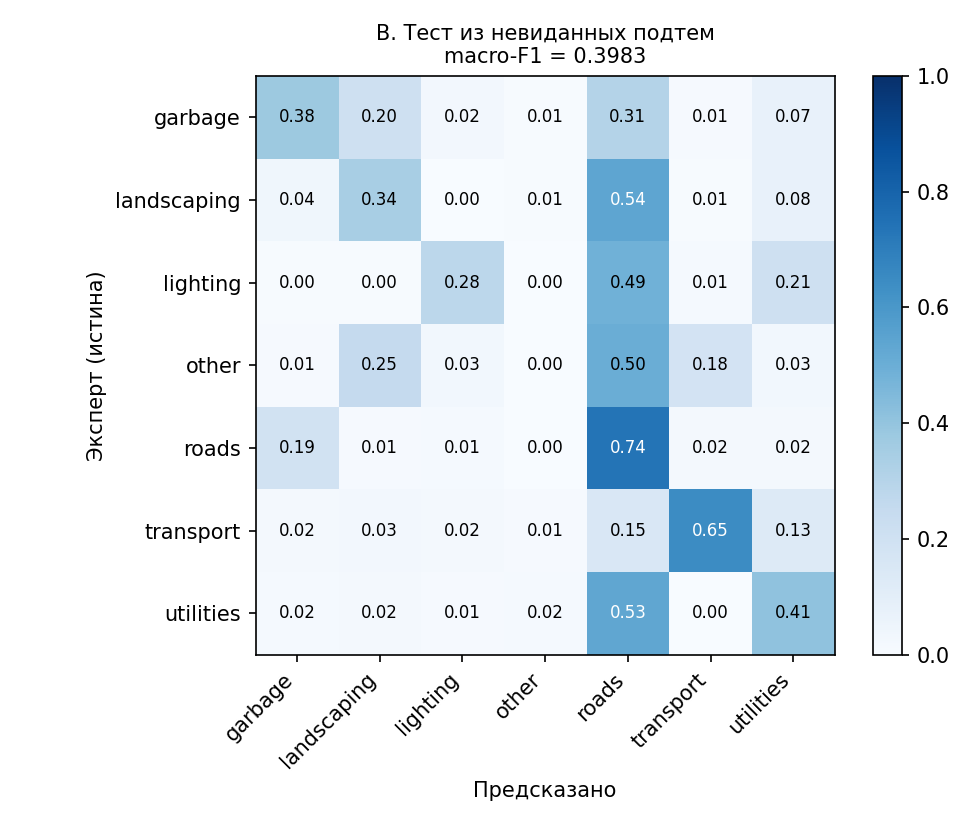 В. Тест из невиданных подтем
macro-F1 = 0.3983
Эксперт (истина)
garbage 0.38 0.20 0.02 0.01 0.31 0.01 0.07
landscaping 0.04 0.34 0.00 0.01 0.54 0.01 0.08
lighting 0.00 0.00 0.28 0.00 0.49 0.01 0.21
other 0.01 0.25 0.03 0.00 0.50 0.18 0.03
roads 0.19 0.01 0.01 0.00 0.74 0.02 0.02
transport 0.02 0.03 0.02 0.01 0.15 0.65 0.13
utilities 0.02 0.02 0.01 0.02 0.53 0.00 0.41
garbage landscaping lighting other roads transport utilities
Предсказано
1.0
0.8
0.6
0.4
0.2
0.0